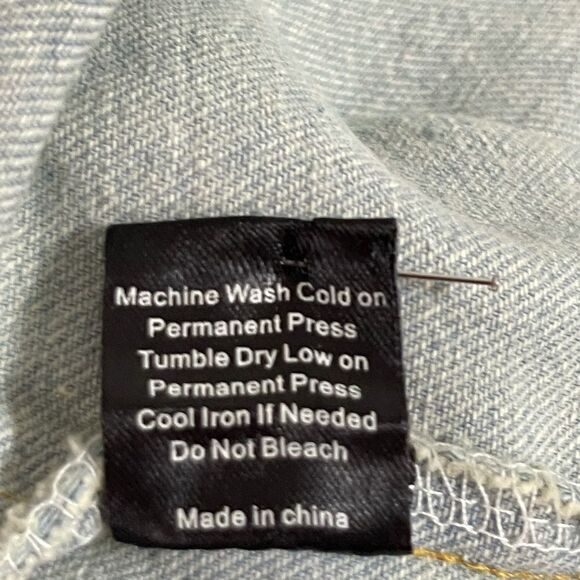 Machine Wash Cold on
Permanent Press
Tumble Dry Low on
Permanent Press
Cool Iron If Needed
Do Not Bleach
Made in china